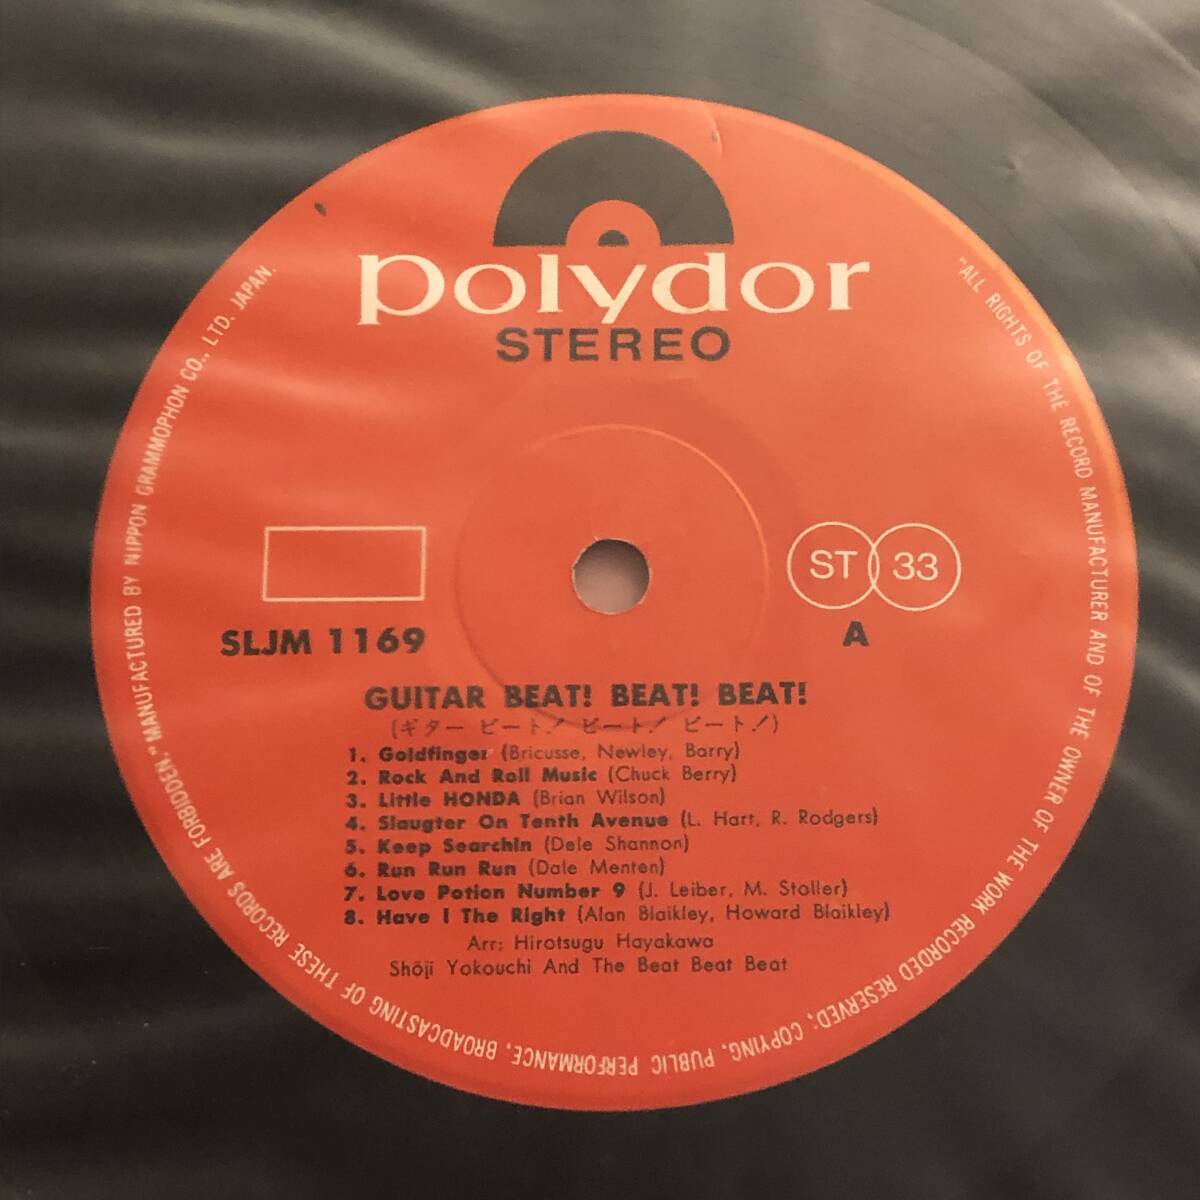 polydor
STEREO
ST 33
SLJM 1169
A
GUITAR BEAT! BEAT! BEAT!
(ギター ビート! ビート! ビート!)
1. Goldfinger (Bricusse, Newley, Barry)
2. Rock And Roll Music (Chuck Berry)
3. Little HONDA (Brian Wilson)
4. Slaugter On Tenth Avenue (L. Hart, R. Rodgers)
5. Keep Searchin (Dele Shannon)
6. Run Run Run (Dale Menten)
7. Love Potion Number 9 (J. Leiber, M. Stoller)
8. Have I The Right (Alan Blaikley, Howard Blaikley)
Arr; Hirotsugu Hayakawa
Shōji Yokouchi And The Beat Beat Beat
"ALL RIGHTS OF THE RECORD MANUFACTURER AND OF THE OWNER OF THE WORK RECORDED RESERVED; COPYING, PUBLIC PERFORMANCE, BROADCASTING OF THESE RECORDS ARE FORBIDDEN." MANUFACTURED BY NIPPON GRAMMOPHON CO., LTD. JAPAN.